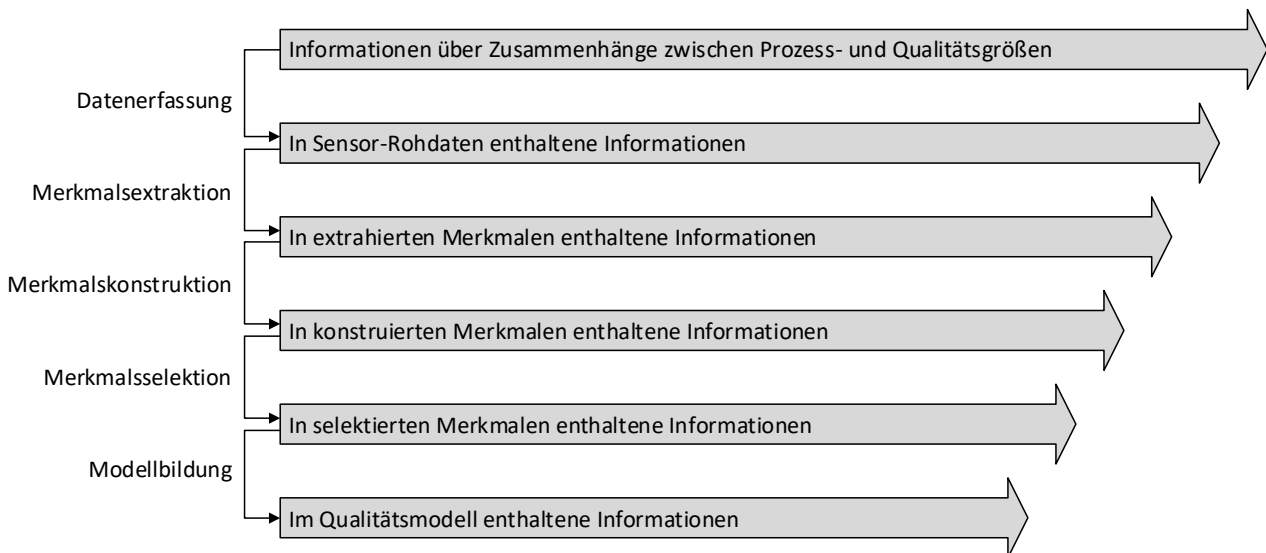 Informationen über Zusammenhänge zwischen Prozess- und Qualitätsgrößen
Datenerfassung
In Sensor-Rohdaten enthaltene Informationen
Merkmalsextraktion
In extrahierten Merkmalen enthaltene Informationen
Merkmalskonstruktion
In konstruierten Merkmalen enthaltene Informationen
Merkmalsselektion
In selektierten Merkmalen enthaltene Informationen
Modellbildung
Im Qualitätsmodell enthaltene Informationen